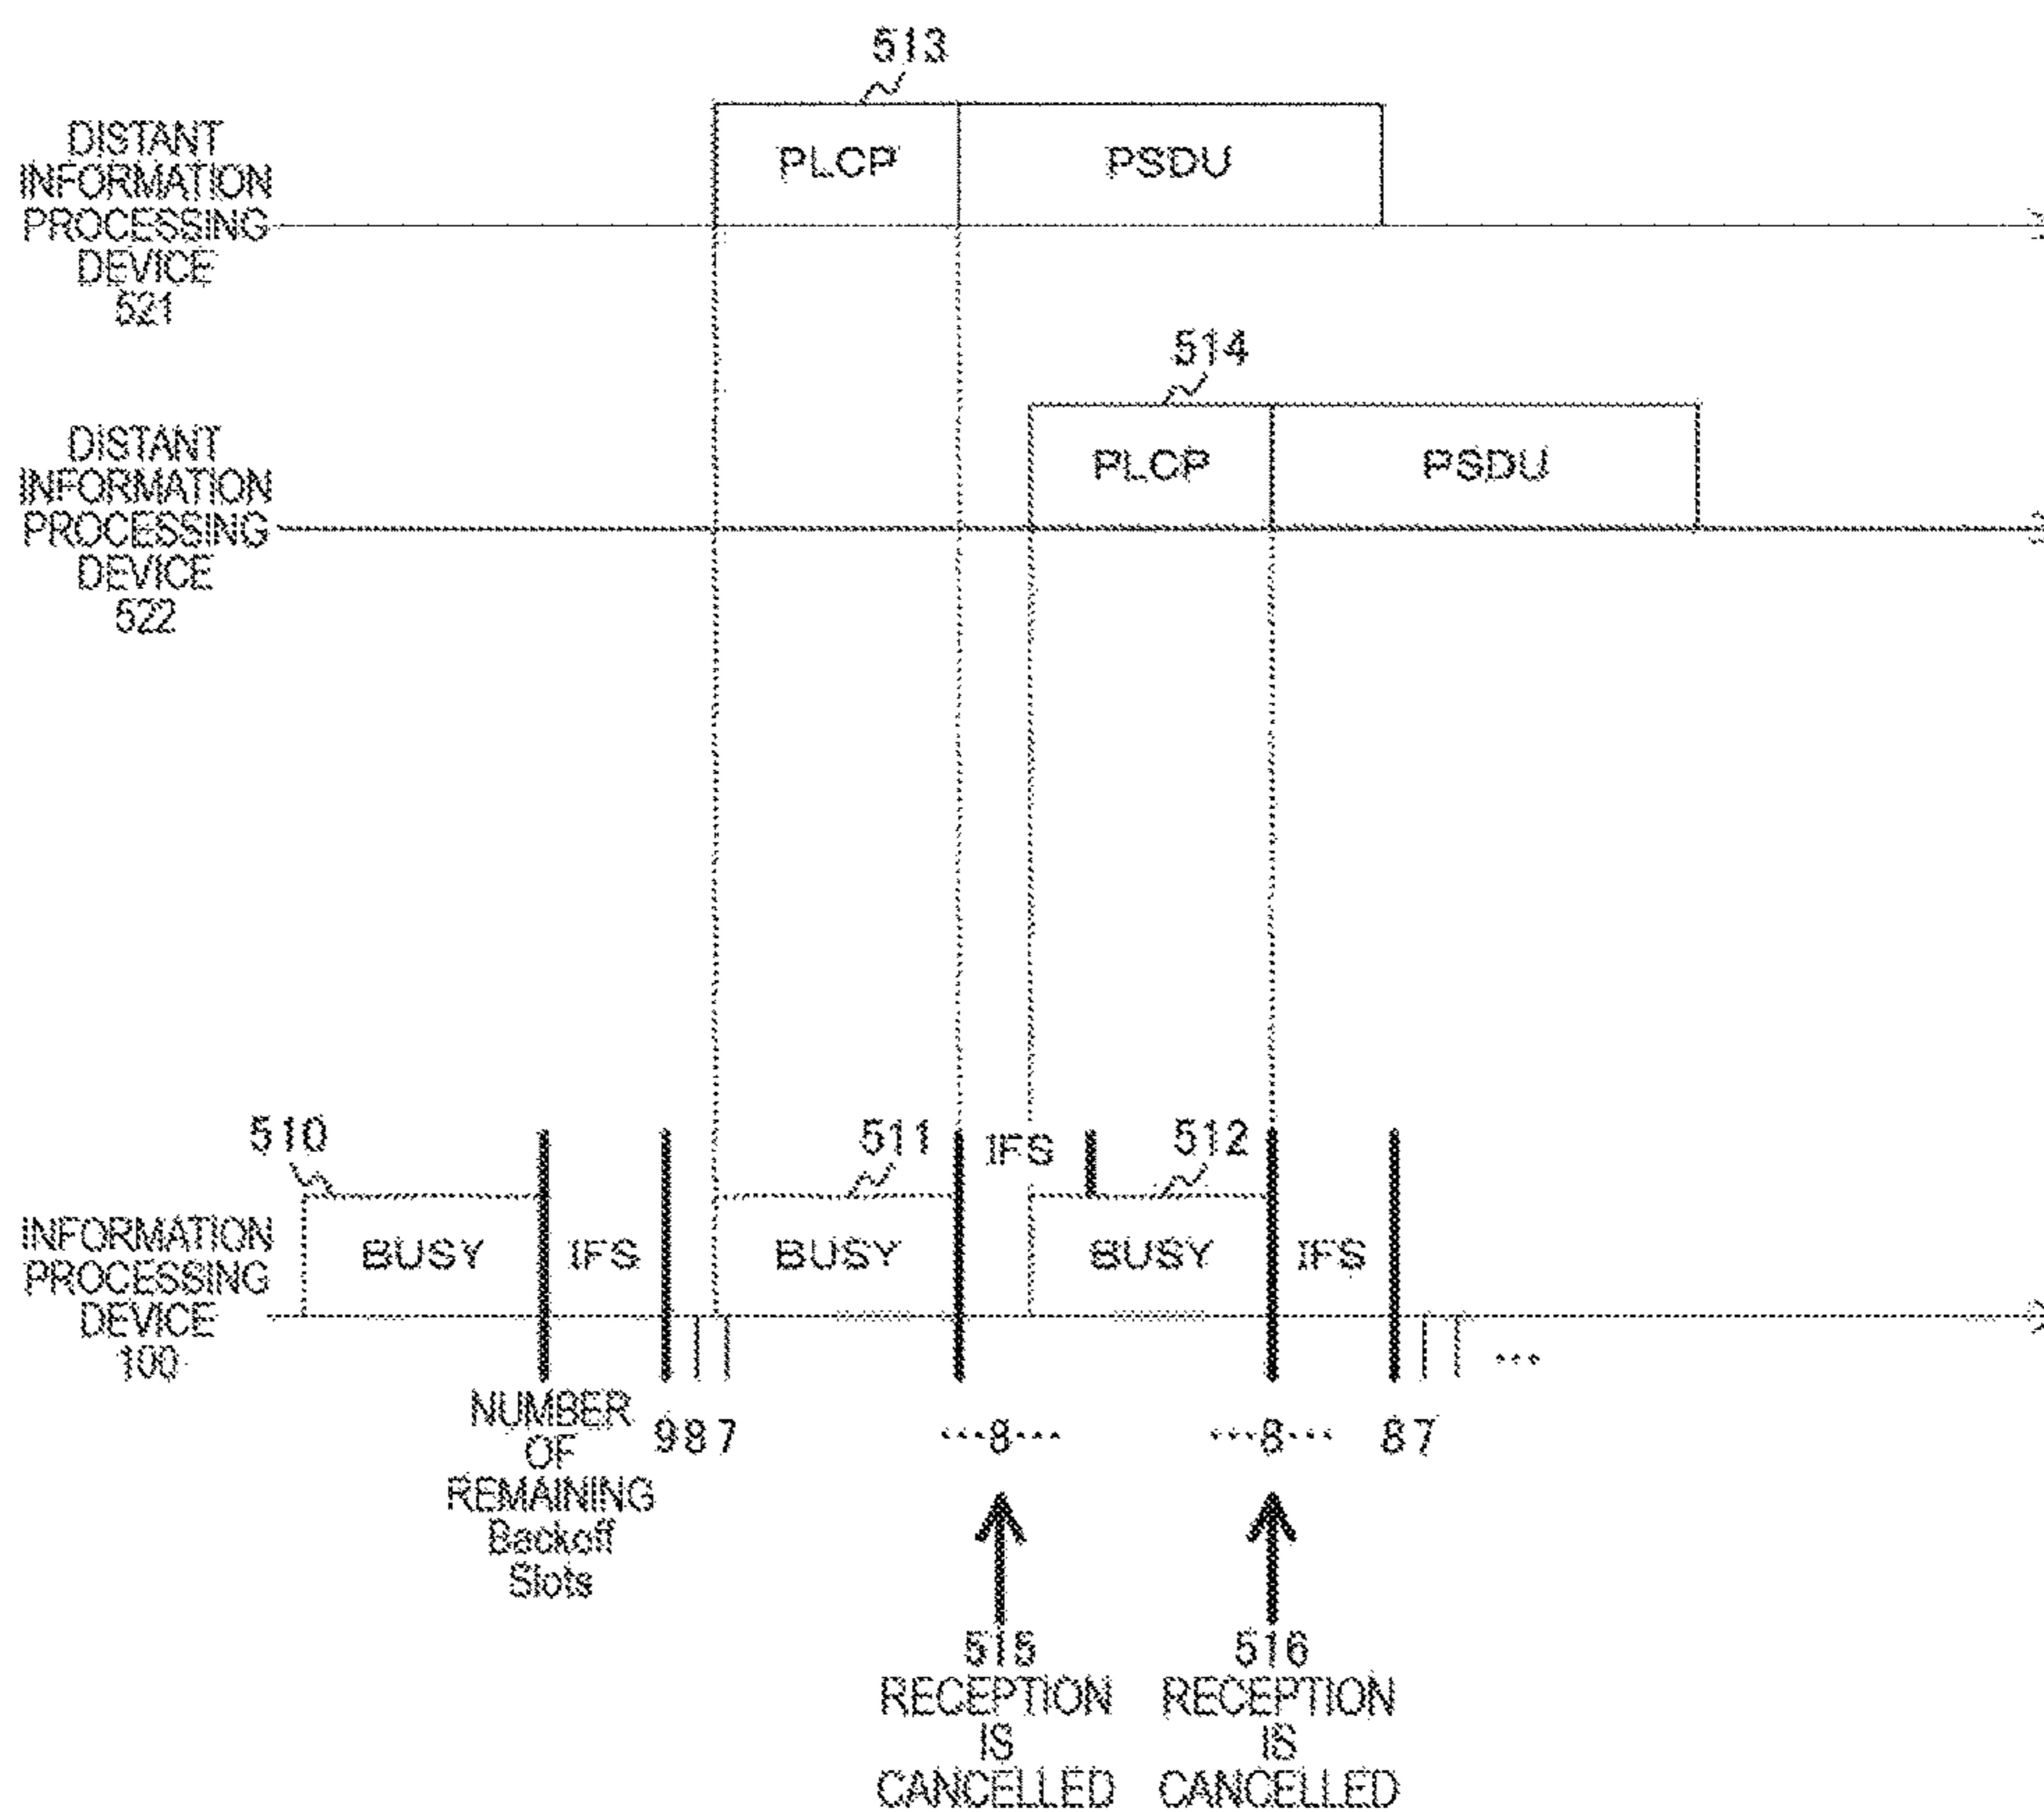 513
DISTANT
INFORMATION
PROCESSING
DEVICE
521
PLCP
PSDU
514
DISTANT
INFORMATION
PROCESSING
DEVICE
522
PLCP
PSDU
510
511
IFS
512
INFORMATION
PROCESSING
DEVICE
100
BUSY
IFS
BUSY
BUSY
IFS
...
NUMBER
OF
REMAINING
Backoff
Slots
987
...8...
...8...
87
515
RECEPTION
IS
CANCELLED
516
RECEPTION
IS
CANCELLED